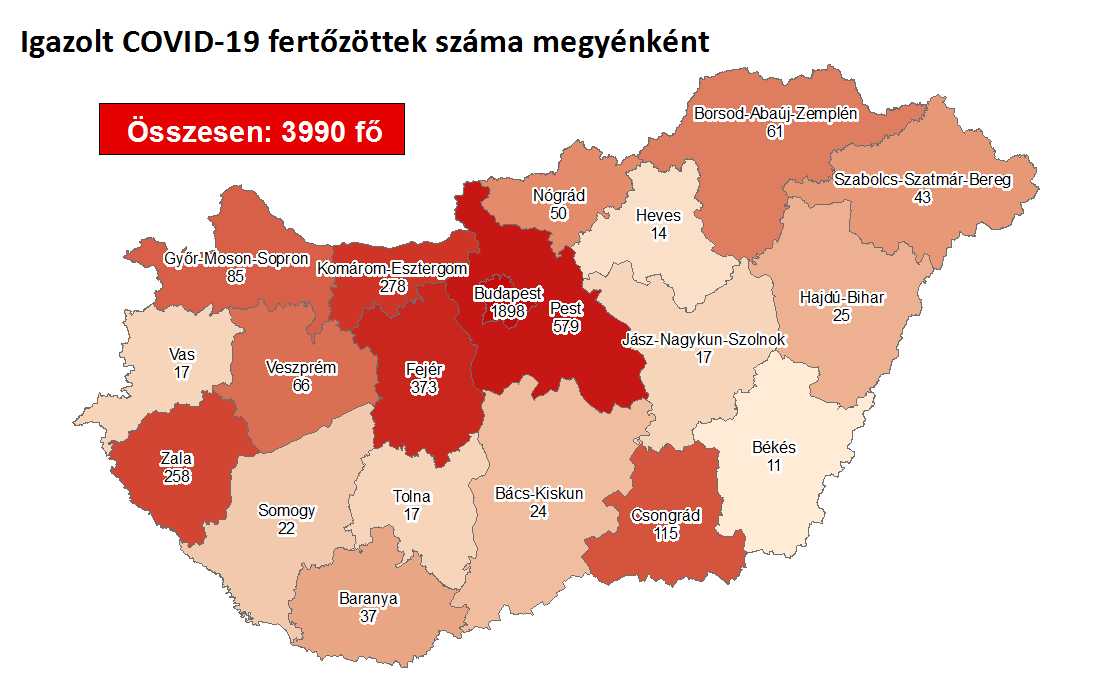 Igazolt COVID-19 fertőzöttek száma megyénként
Összesen: 3990 fő
Borsod-Abaúj-Zemplén
61
Szabolcs-Szatmár-Bereg
43
Nógrád
50
Heves
14
Győr-Moson-Sopron
85
Komárom-Esztergom
278
Budapest
1898
Pest
579
Hajdú-Bihar
25
Jász-Nagykun-Szolnok
17
Vas
17
Veszprém
66
Fejér
373
Zala
258
Békés
11
Somogy
22
Tolna
17
Bács-Kiskun
24
Csongrád
115
Baranya
37